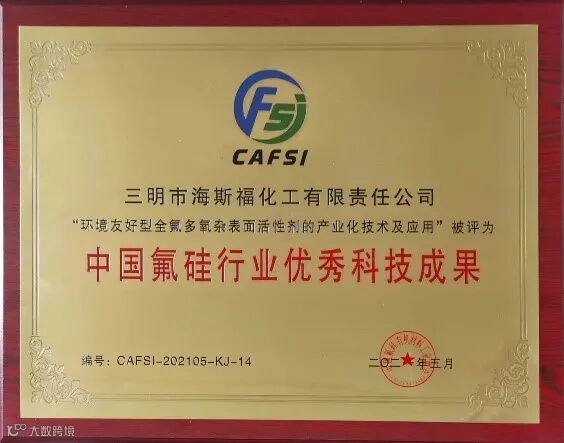 Fsi
CAFSI
三明市海斯福化工有限责任公司
“环境友好型全氟多氧杂表面活性剂的产业化技术及应用”被评为
中国氟硅行业优秀科技成果
编号：CAFSI-202105-KJ-14
二〇二一年五月
大数跨境